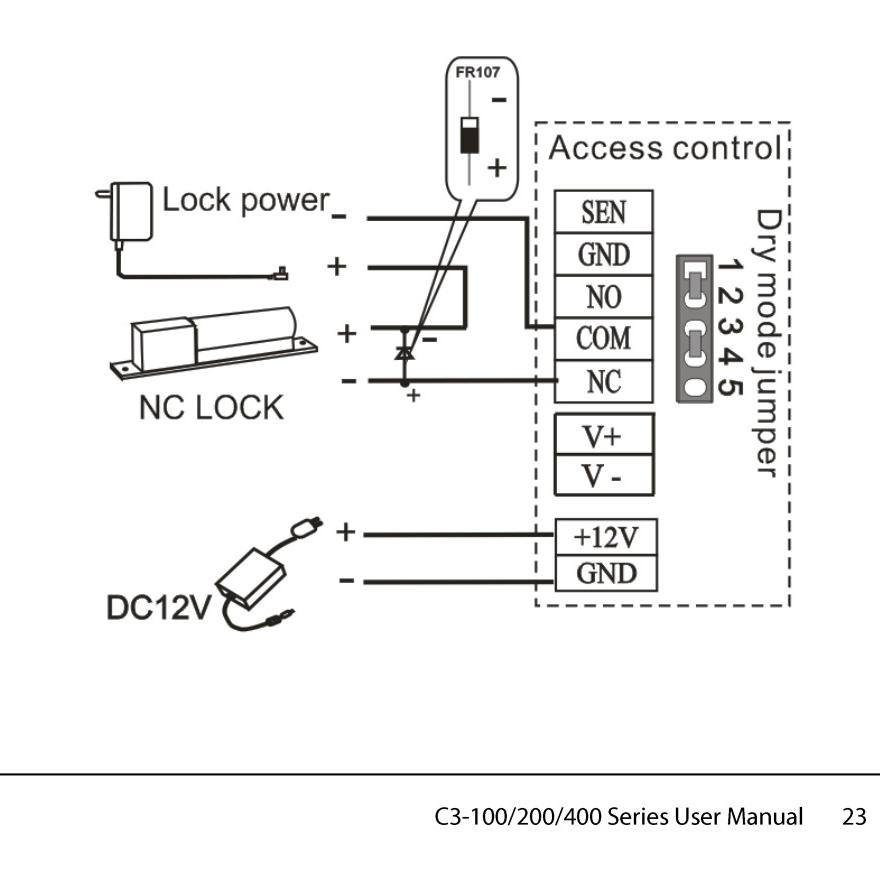 FR107
-
+
Access control
Lock power
-
+
+
-
-
+
NC LOCK
SEN
GND
NO
COM
NC
V+
V -
+12V
GND
1 2 3 4 5
Dry mode jumper
+
-
DC12V
C3-100/200/400 Series User Manual 23